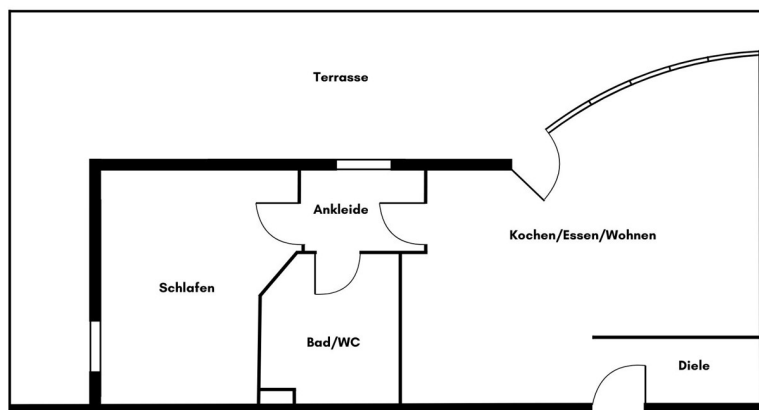 Terrasse
Ankleide
Kochen/Essen/Wohnen
Schlafen
Bad/WC
Diele